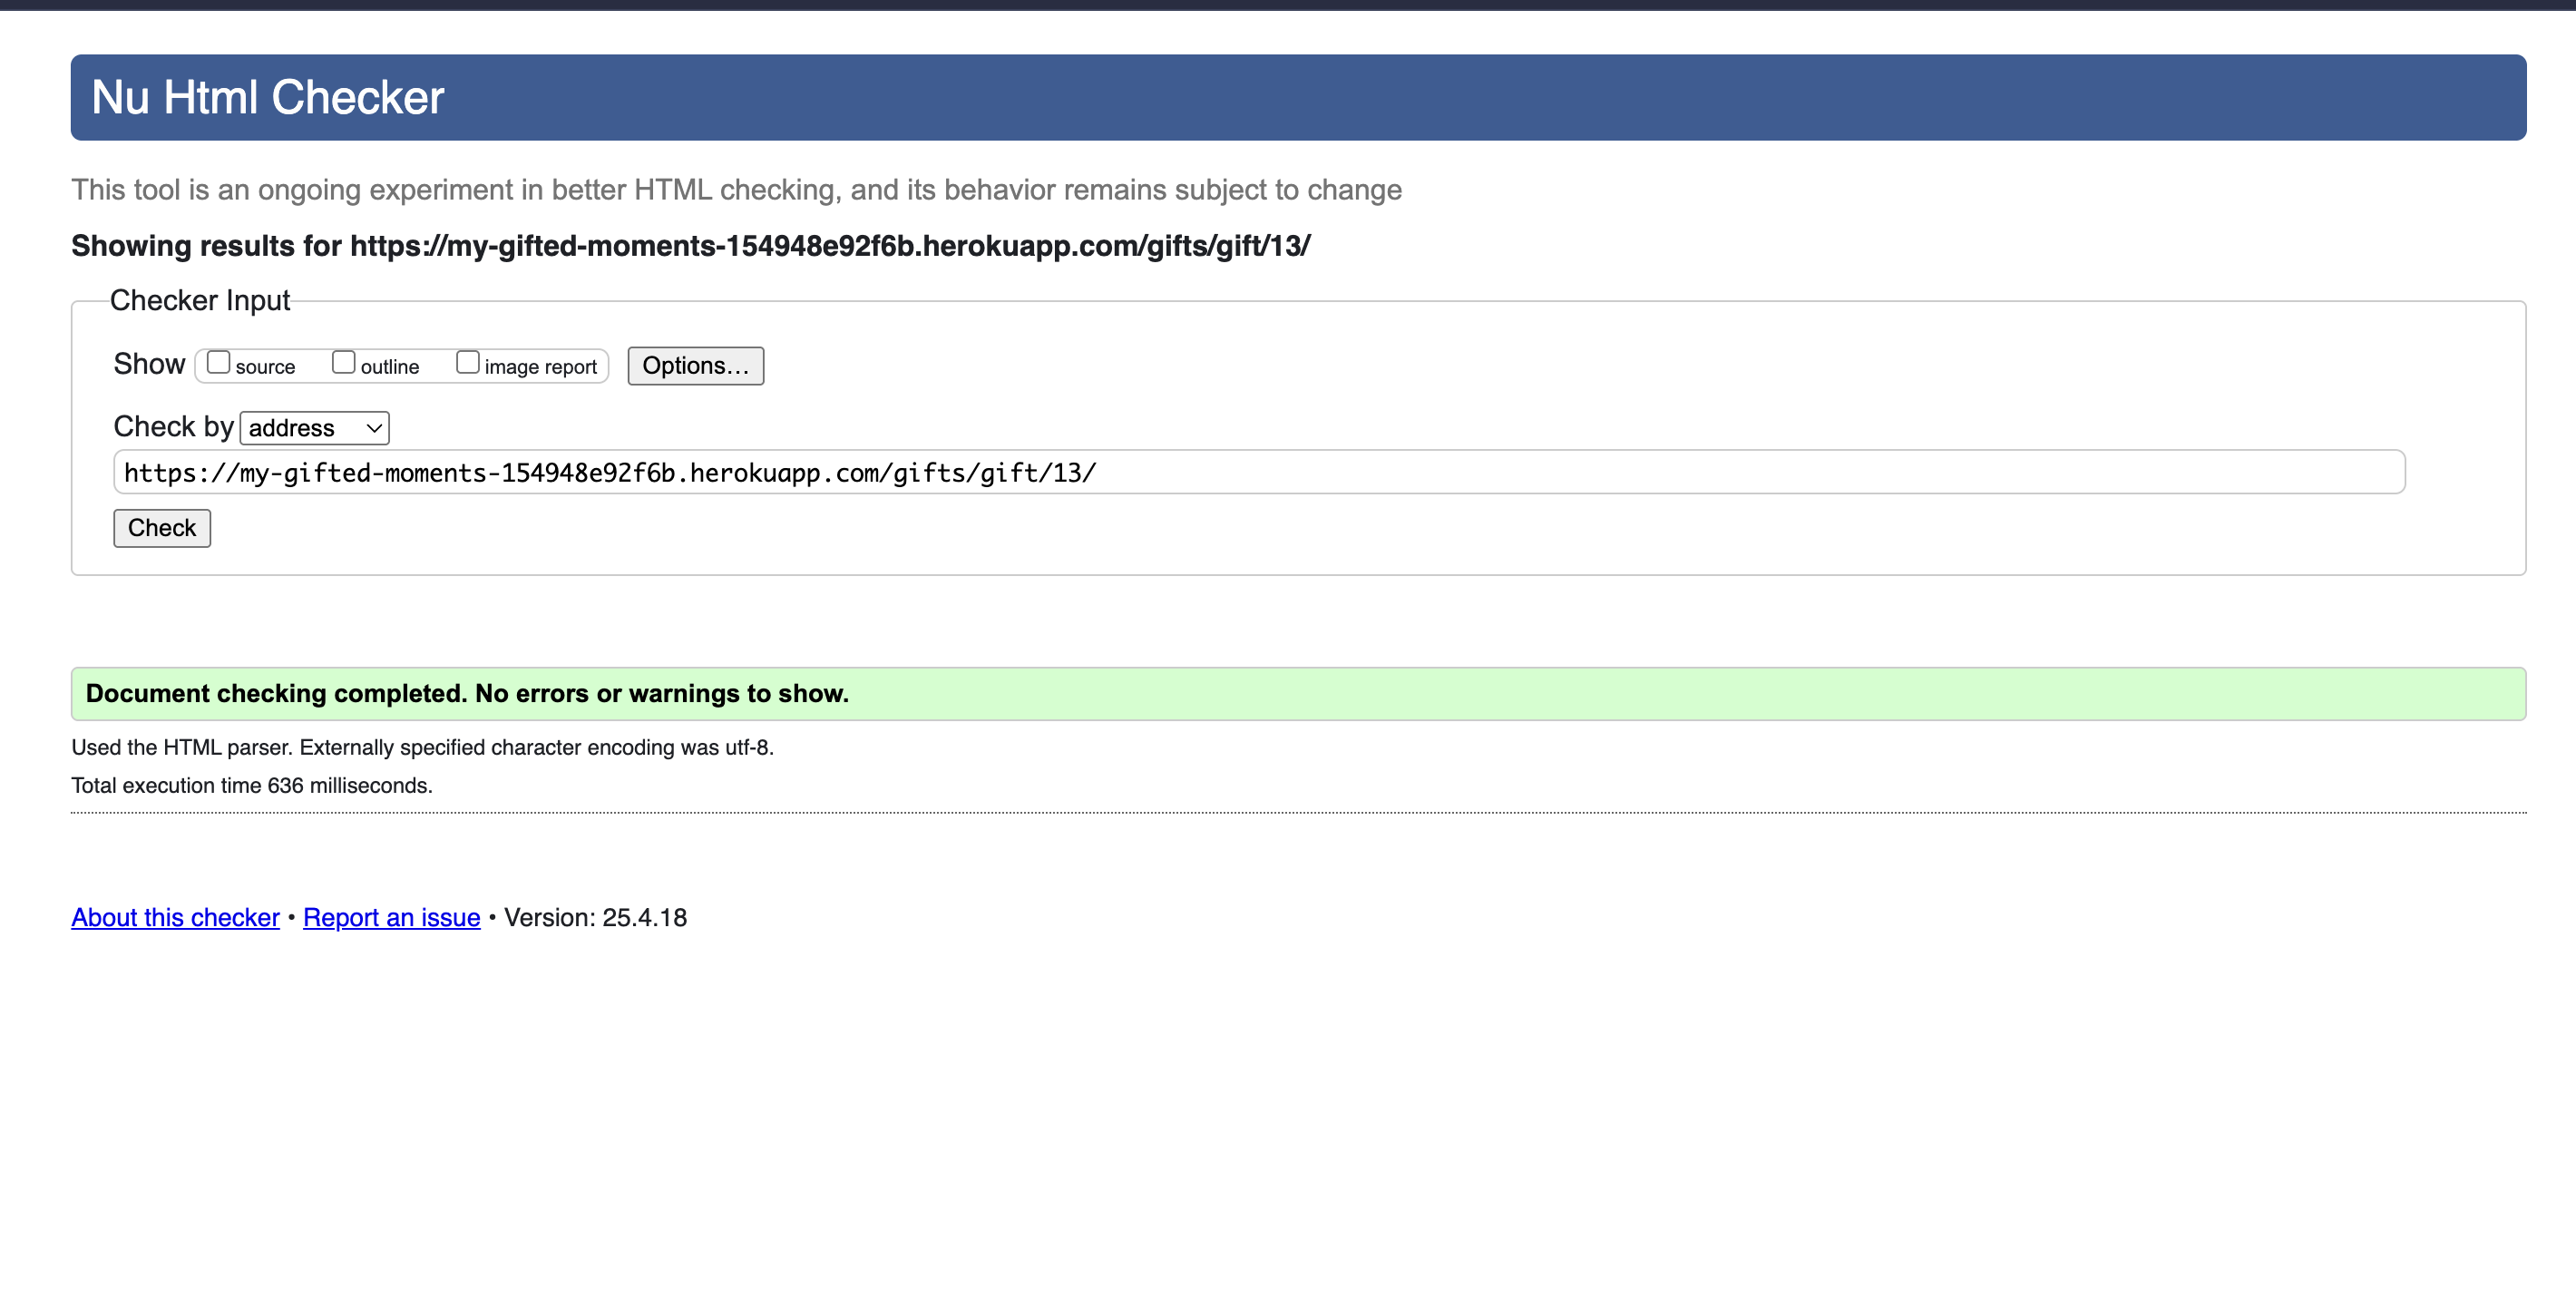 Nu Html Checker
This tool is an ongoing experiment in better HTML checking, and its behavior remains subject to change
Showing results for https://my-gifted-moments-154948e92f6b.herokuapp.com/gifts/gift/13/
Checker Input
Show source outline image report Options...
Check by address
https://my-gifted-moments-154948e92f6b.herokuapp.com/gifts/gift/13/
Check
Document checking completed. No errors or warnings to show.
Used the HTML parser. Externally specified character encoding was utf-8.
Total execution time 636 milliseconds.
About this checker • Report an issue • Version: 25.4.18